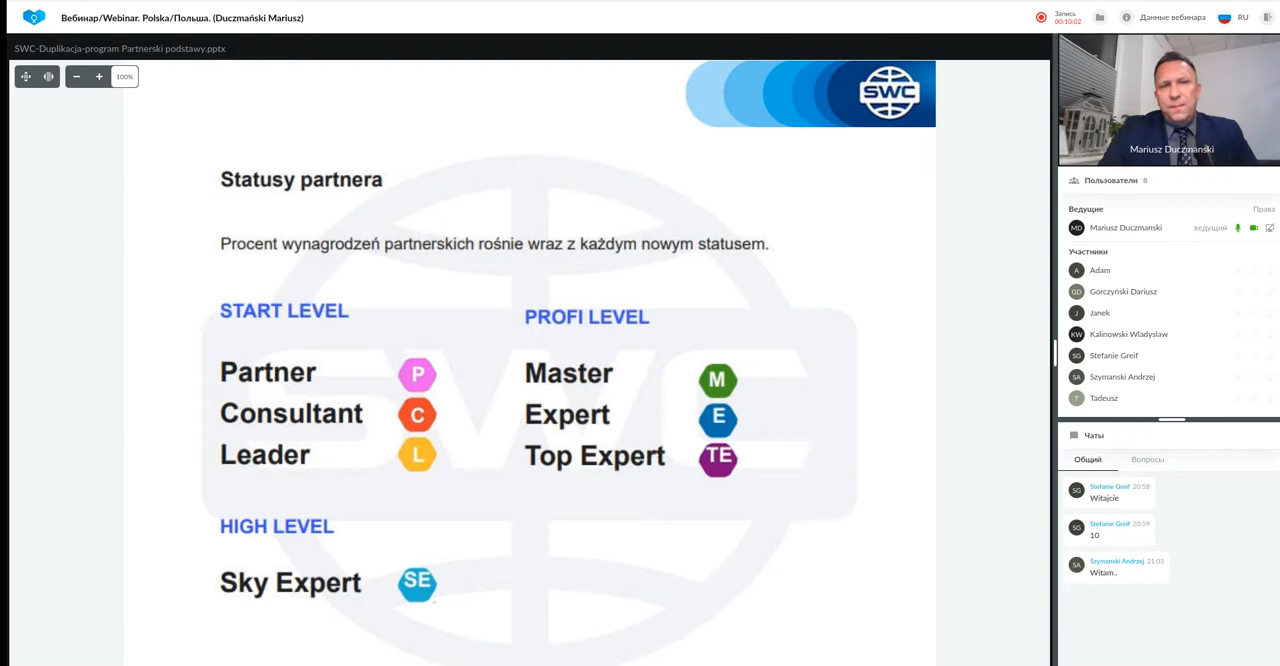 Вебинар/Webinar. Polska/Польша. (Duczmański Mariusz)
Запись
00:10:02
Данные вебинара
RU
SWC-Duplikacja-program Partnerski podstawy.pptx
100%
SWC
Statusy partnera
Procent wynagrodzeń partnerskich rośnie wraz z każdym nowym statusem.
START LEVEL
Partner P
Consultant C
Leader L
PROFI LEVEL
Master M
Expert E
Top Expert TE
HIGH LEVEL
Sky Expert SE
SWC
Mariusz Duczmański
Пользователи 8
Ведущие Права
MD Mariusz Duczmanski ведущий
Участники
A Adam
GD Górczyński Dariusz
J Janek
KW Kalinowski Wladyslaw
SG Stefanie Greif
SA Szymanski Andrzej
T Tadeusz
Чаты
Общий Вопросы
SG Stefanie Greif 20:58
Witajcie
SG Stefanie Greif 20:59
10
SA Szymanski Andrzej 21:03
Witam..